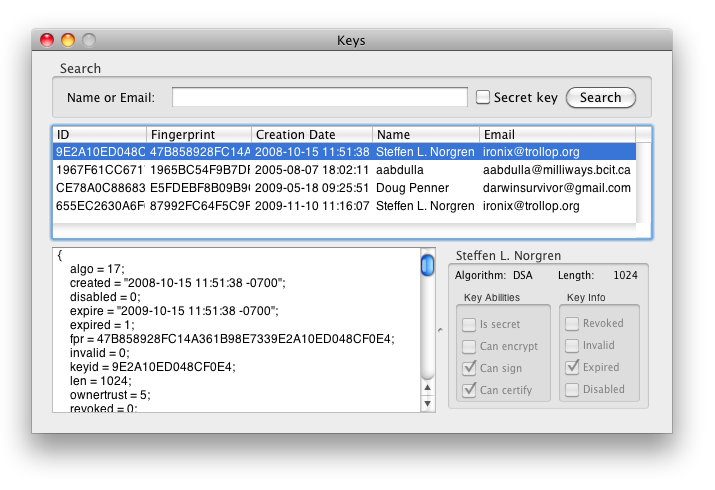 Keys
Search
Name or Email: Secret key Search
ID Fingerprint Creation Date Name Email
9E2A10ED048C 47B858928FC14A 2008-10-15 11:51:38 Steffen L. Norgren ironix@trollop.org
1967F61CC671 1965BC54F9B7DF 2005-08-07 18:02:11 aabdulla aabdulla@milliways.bcit.ca
CE78A0C88683 E5FDEBF8B09B9 2009-05-18 09:25:51 Doug Penner darwinsurvivor@gmail.com
655EC2630A6F 87992FC64F5C9F 2009-11-10 11:16:07 Steffen L. Norgren ironix@trollop.org
{
algo = 17;
created = "2008-10-15 11:51:38 -0700";
disabled = 0;
expire = "2009-10-15 11:51:38 -0700";
expired = 1;
fpr = 47B858928FC14A361B98E7339E2A10ED048CF0E4;
invalid = 0;
keyid = 9E2A10ED048CF0E4;
len = 1024;
ownertrust = 5;
revoked = 0;
Steffen L. Norgren
Algorithm: DSA Length: 1024
Key Abilities
Is secret
Can encrypt
Can sign
Can certify
Key Info
Revoked
Invalid
Expired
Disabled